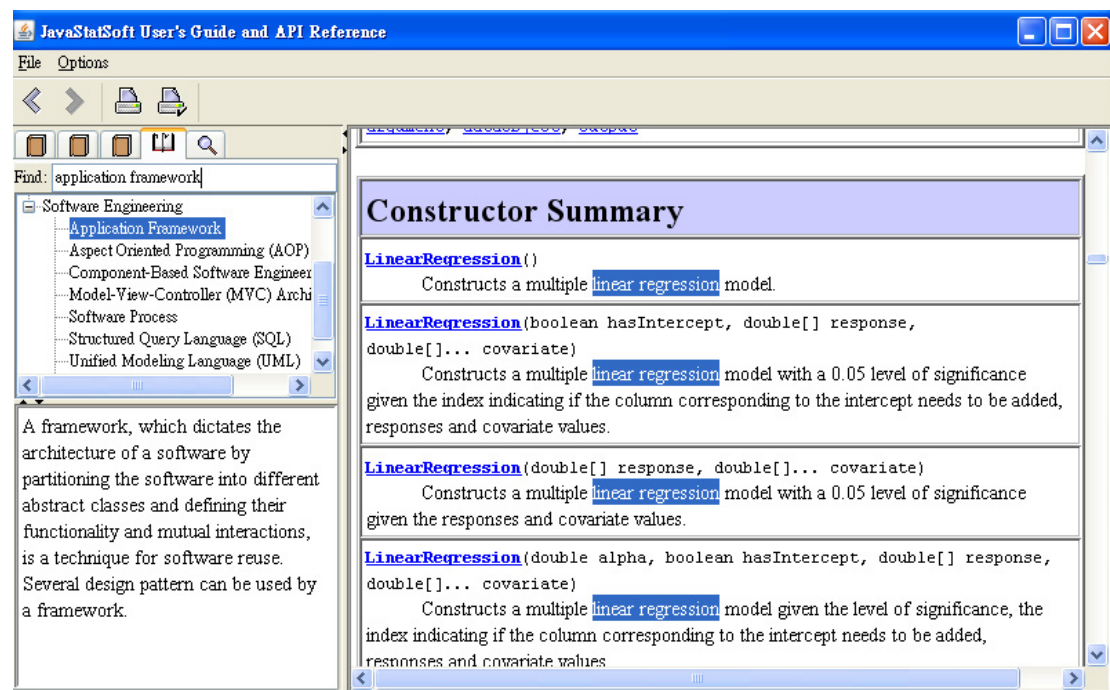 JavaStatSoft User's Guide and API Reference
File Options
Find: application framework
Software Engineering
Application Framework
Aspect Oriented Programming (AOP)
Component-Based Software Engineer
Model-View-Controller (MVC) Archi
Software Process
Structured Query Language (SQL)
Unified Modeling Language (UML)
A framework, which dictates the
architecture of a software by
partitioning the software into different
abstract classes and defining their
functionality and mutual interactions,
is a technique for software reuse.
Several design pattern can be used by
a framework.
argument, dataObject, output
Constructor Summary
LinearRegression()
Constructs a multiple linear regression model.
LinearRegression(boolean hasIntercept, double[] response,
double[]... covariate)
Constructs a multiple linear regression model with a 0.05 level of significance
given the index indicating if the column corresponding to the intercept needs to be added,
responses and covariate values.
LinearRegression(double[] response, double[]... covariate)
Constructs a multiple linear regression model with a 0.05 level of significance
given the responses and covariate values.
LinearRegression(double alpha, boolean hasIntercept, double[] response,
double[]... covariate)
Constructs a multiple linear regression model given the level of significance, the
index indicating if the column corresponding to the intercept needs to be added,
responses and covariate values